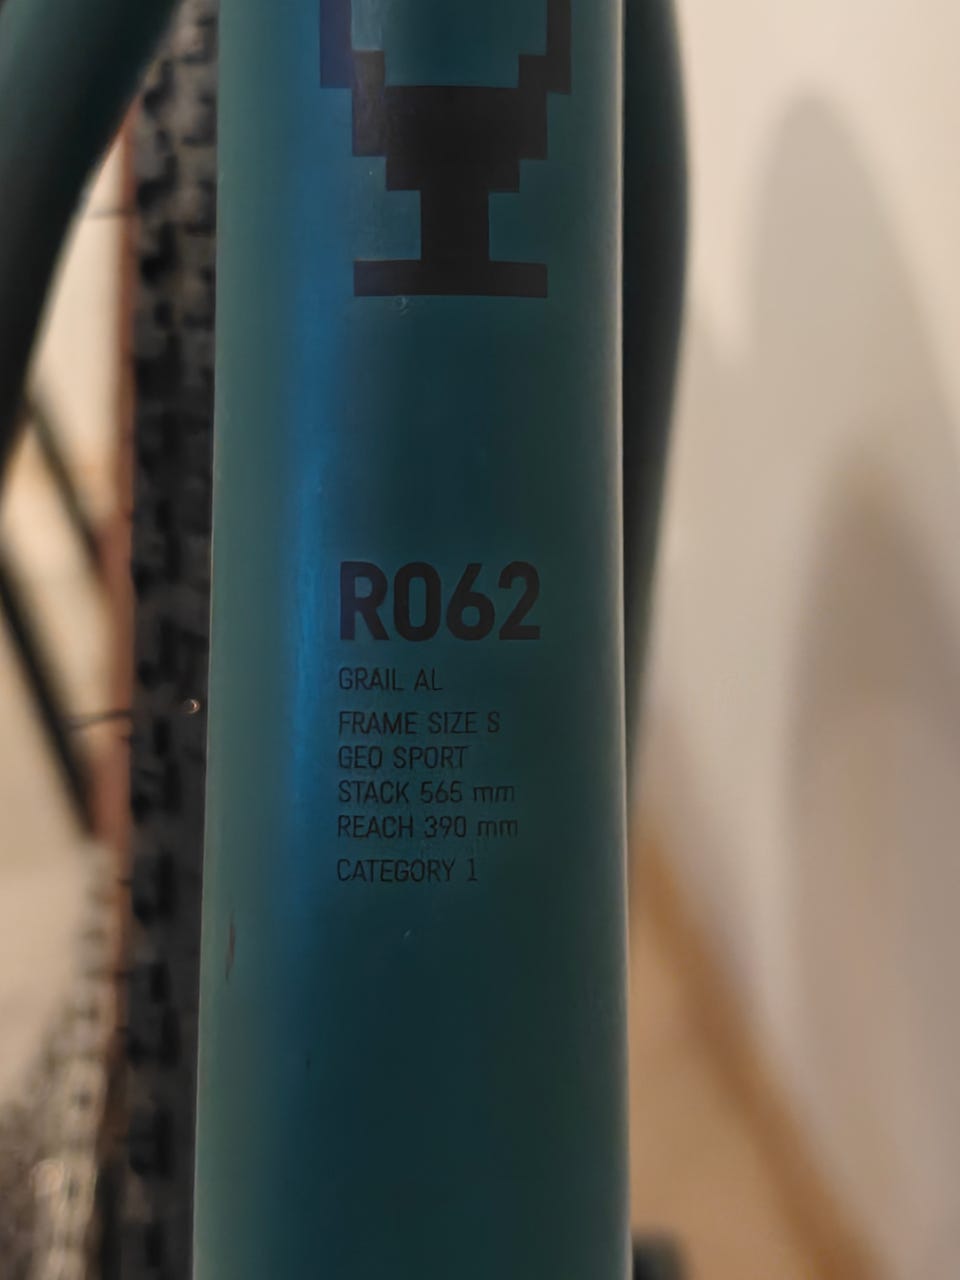 R062
GRAIL AL
FRAME SIZE S
GEO SPORT
STACK 565 mm
REACH 390 mm
CATEGORY 1